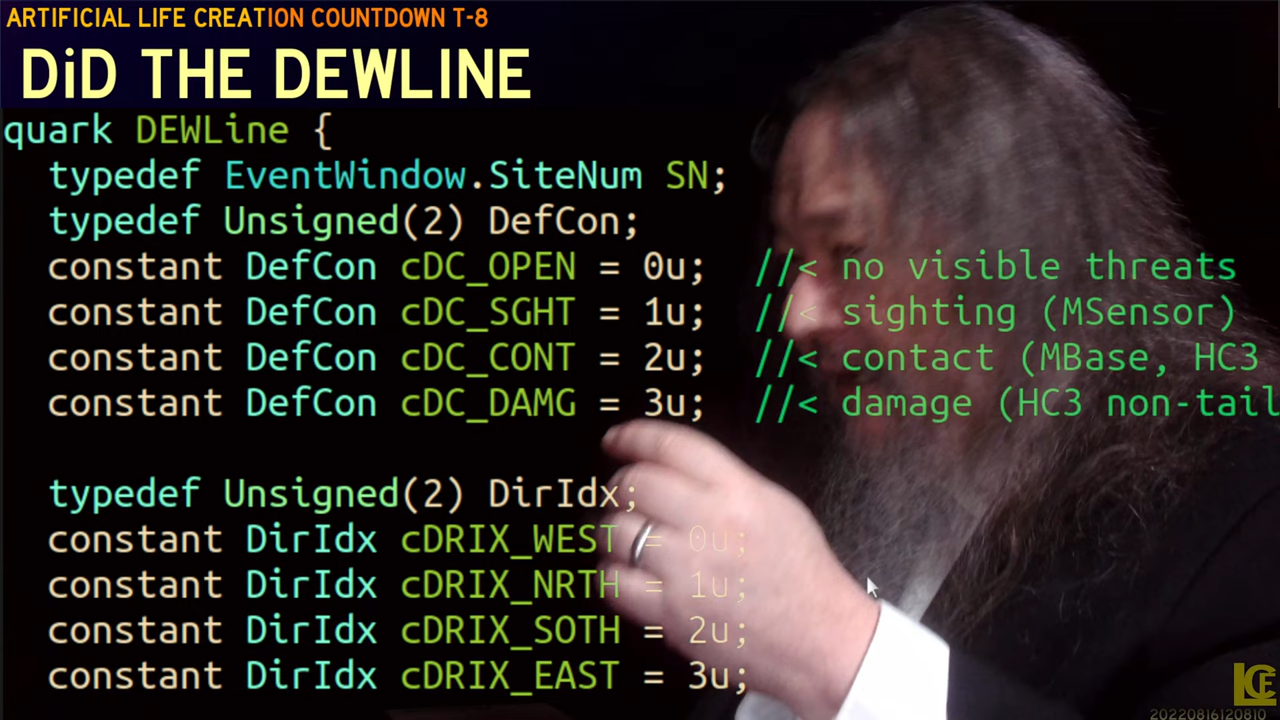 ARTIFICIAL LIFE CREATION COUNTDOWN T-8
DiD THE DEWLINE
quark DEWLine {
typedef EventWindow.SiteNum SN;
typedef Unsigned(2) DefCon;
constant DefCon cDC_OPEN = 0u; //< no visible threats
constant DefCon cDC_SGHT = 1u; //< sighting (MSensor)
constant DefCon cDC_CONT = 2u; //< contact (MBase, HC3
constant DefCon cDC_DAMG = 3u; //< damage (HC3 non-tail
typedef Unsigned(2) DirIdx;
constant DirIdx cDRIX_WEST = 0u;
constant DirIdx cDRIX_NRTH = 1u;
constant DirIdx cDRIX_SOTH = 2u;
constant DirIdx cDRIX_EAST = 3u;
20220816120810